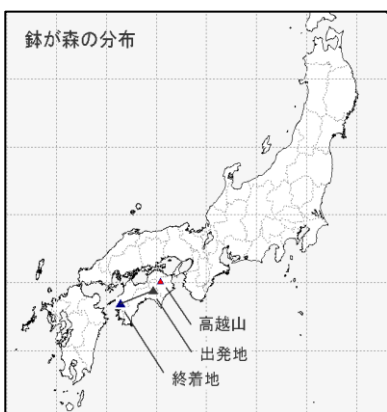 鉢が森の分布
高越山
出発地
終着地